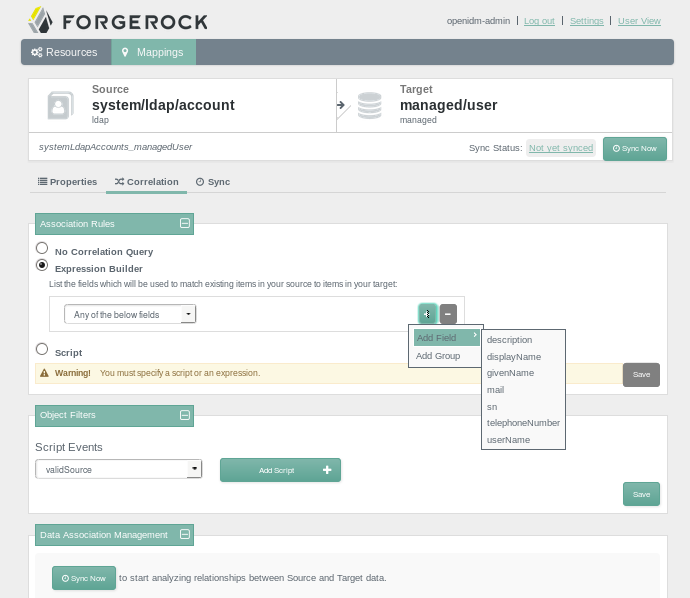 FORGEROCK
openidm-admin | Log out | Settings | User View
Resources Mappings
Source
system/ldap/account
ldap
Target
managed/user
managed
systemLdapAccounts_managedUser
Sync Status: Not yet synced Sync Now
Properties Correlation Sync
Association Rules
No Correlation Query
Expression Builder
List the fields which will be used to match existing items in your source to items in your target:
Any of the below fields
Add Field
Add Group
description
displayName
givenName
mail
sn
telephoneNumber
userName
Script
Warning! You must specify a script or an expression.
Save
Object Filters
Script Events
validSource
Add Script
Save
Data Association Management
Sync Now to start analyzing relationships between Source and Target data.